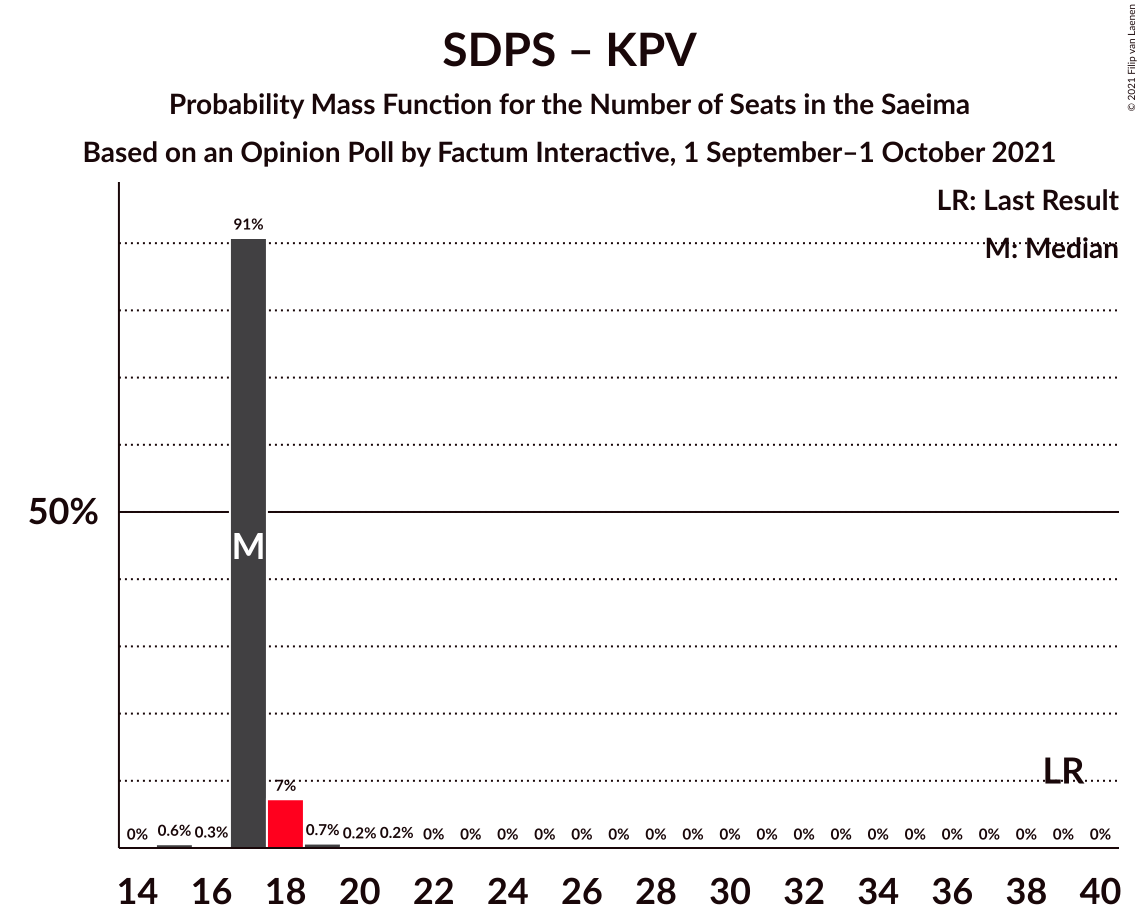 SDPS – KPV
Probability Mass Function for the Number of Seats in the Saeima
Based on an Opinion Poll by Factum Interactive, 1 September–1 October 2021
© 2021 Filip van Laenen
LR: Last Result
M: Median
91%
50%
M
LR
7%
0% 0.6% 0.3% 0.7% 0.2% 0.2% 0% 0% 0% 0% 0% 0% 0% 0% 0% 0% 0% 0% 0% 0% 0% 0% 0% 0% 0%
14 16 18 20 22 24 26 28 30 32 34 36 38 40